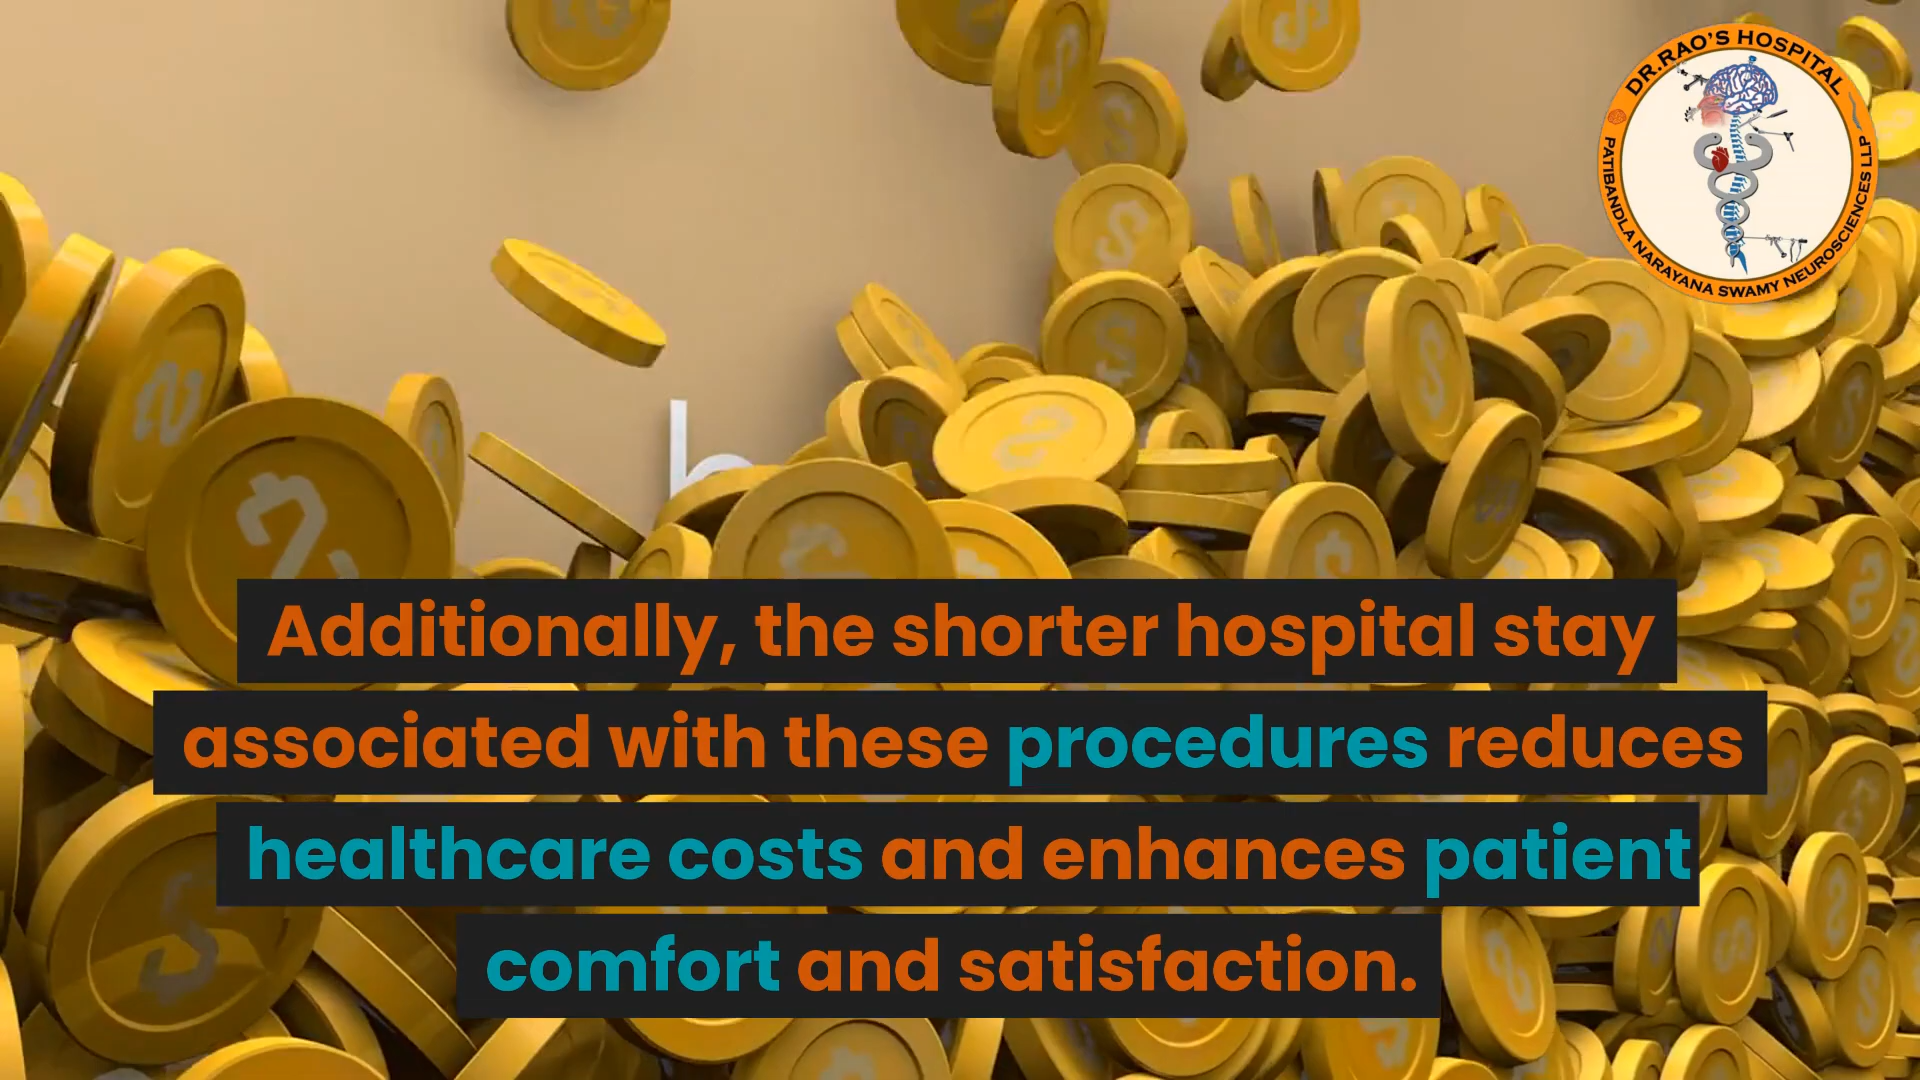 DR.RAO'S HOSPITAL
PATIBANDLA NARAYANA SWAMY NEUROSCIENCES LLP
Additionally, the shorter hospital stay
associated with these procedures reduces
healthcare costs and enhances patient
comfort and satisfaction.